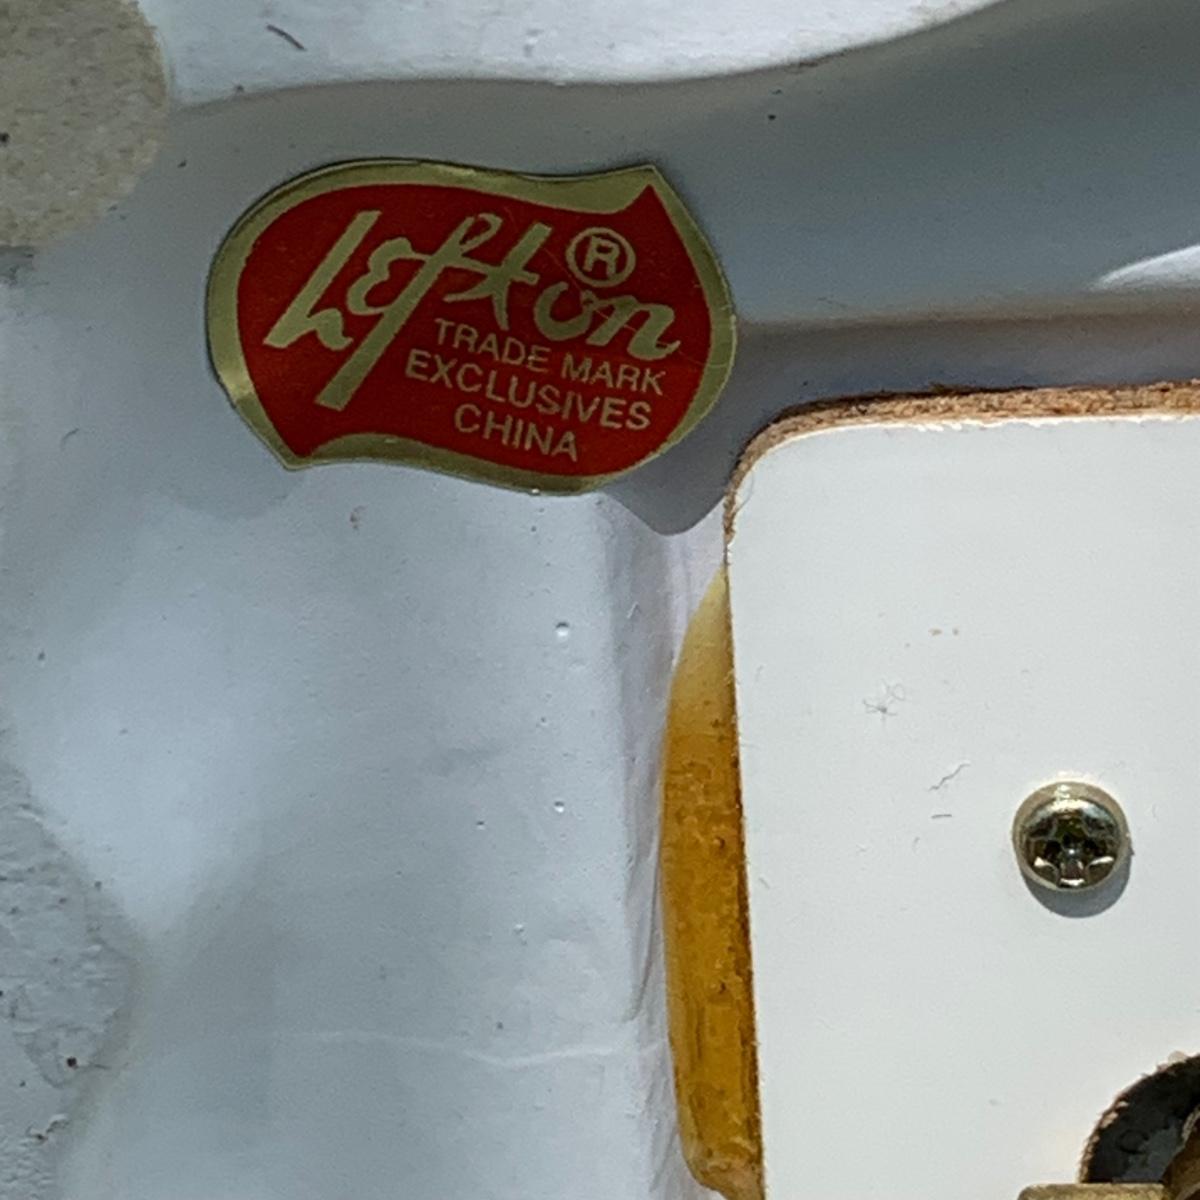 Lefton®
TRADE MARK
EXCLUSIVES
CHINA